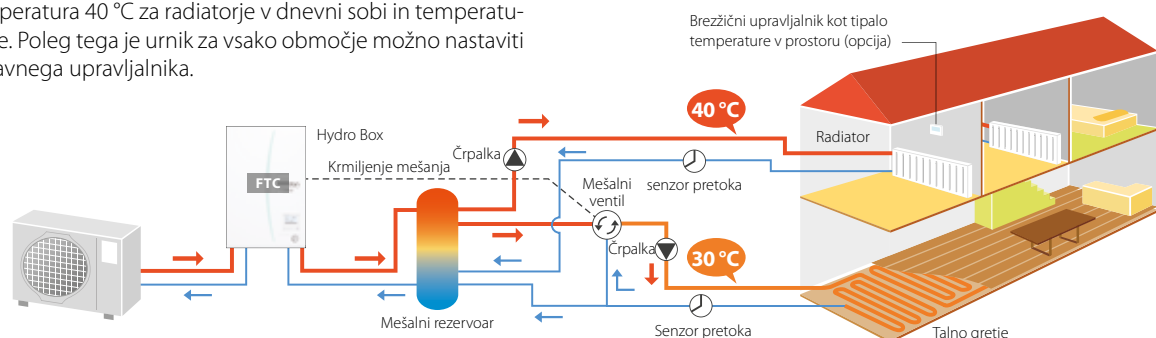 peratura 40 °C za radiatorje v dnevni sobi in temperatu-
e. Poleg tega je urnik za vsako območje možno nastaviti
avnega upravljalnika.
Brezžični upravljalnik kot tipalo
temperature v prostoru (opcija)
40 °C
Radiator
Hydro Box
Črpalka
Krmiljenje mešanja
FTC
senzor pretoka
Mešalni
ventil
Črpalka
30 °C
Mešalni rezervoar
Senzor pretoka
Talno gretje